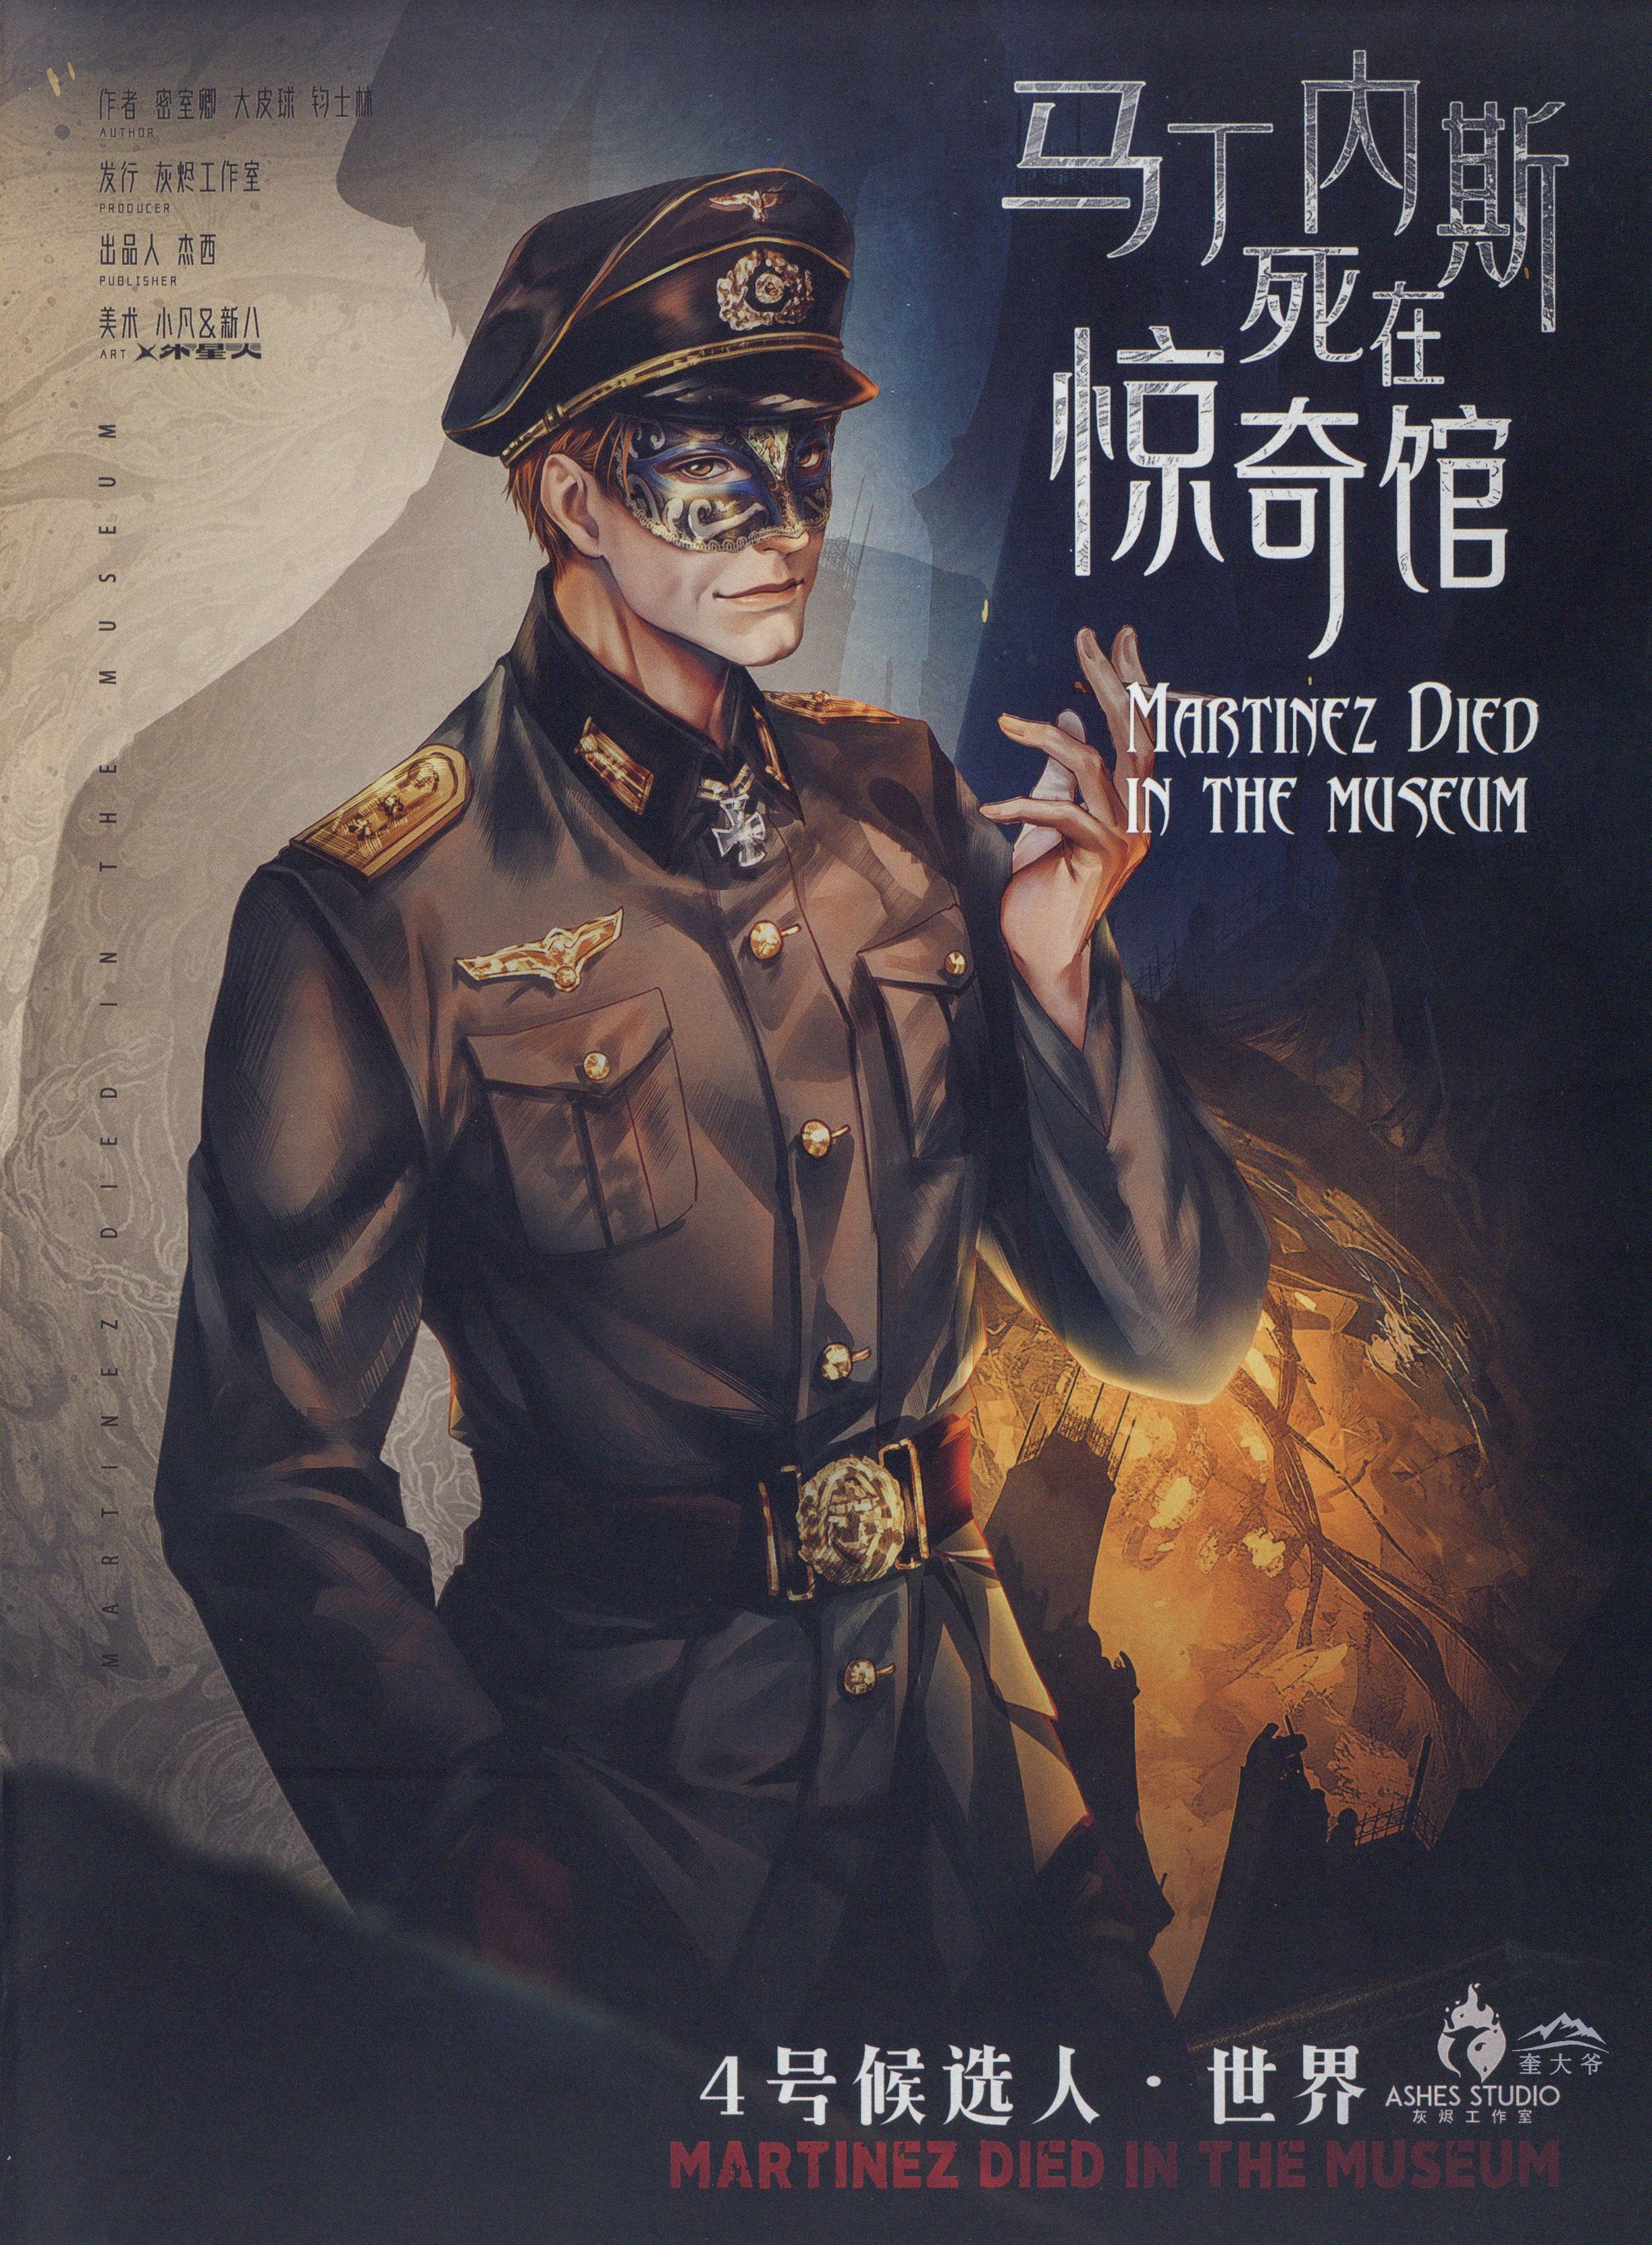 作者 密室卿 大皮球 钧士林
AUTHOR
发行 灰烬工作室
PRODUCER
出品人 杰西
PUBLISHER
美术 小凡&新八
ART
MARTINEZ DIED IN THE MUSEUM
马丁内斯
死在
惊奇馆
MARTINEZ DIED
IN THE MUSEUM
4号候选人·世界
MARTINEZ DIED IN THE MUSEUM
ASHES STUDIO
灰烬工作室
奎大爷